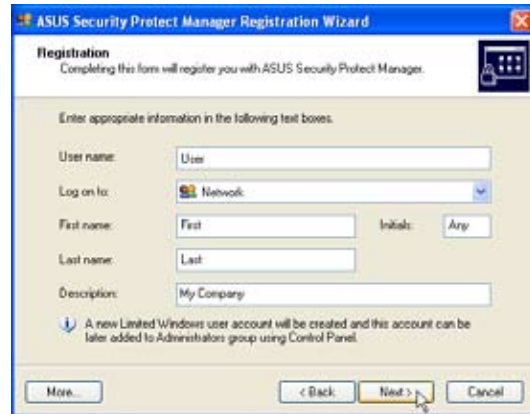 ASUS Security Protect Manager Registration Wizard
Registration
Completing this form will register you with ASUS Security Protect Manager.
Enter appropriate information in the following text boxes.
User name: User
Log on to: Network
First name: First Initials: Any
Last name: Last
Description: My Company
A new Limited Windows user account will be created and this account can be
later added to Administrators group using Control Panel.
More... < Back Next > Cancel